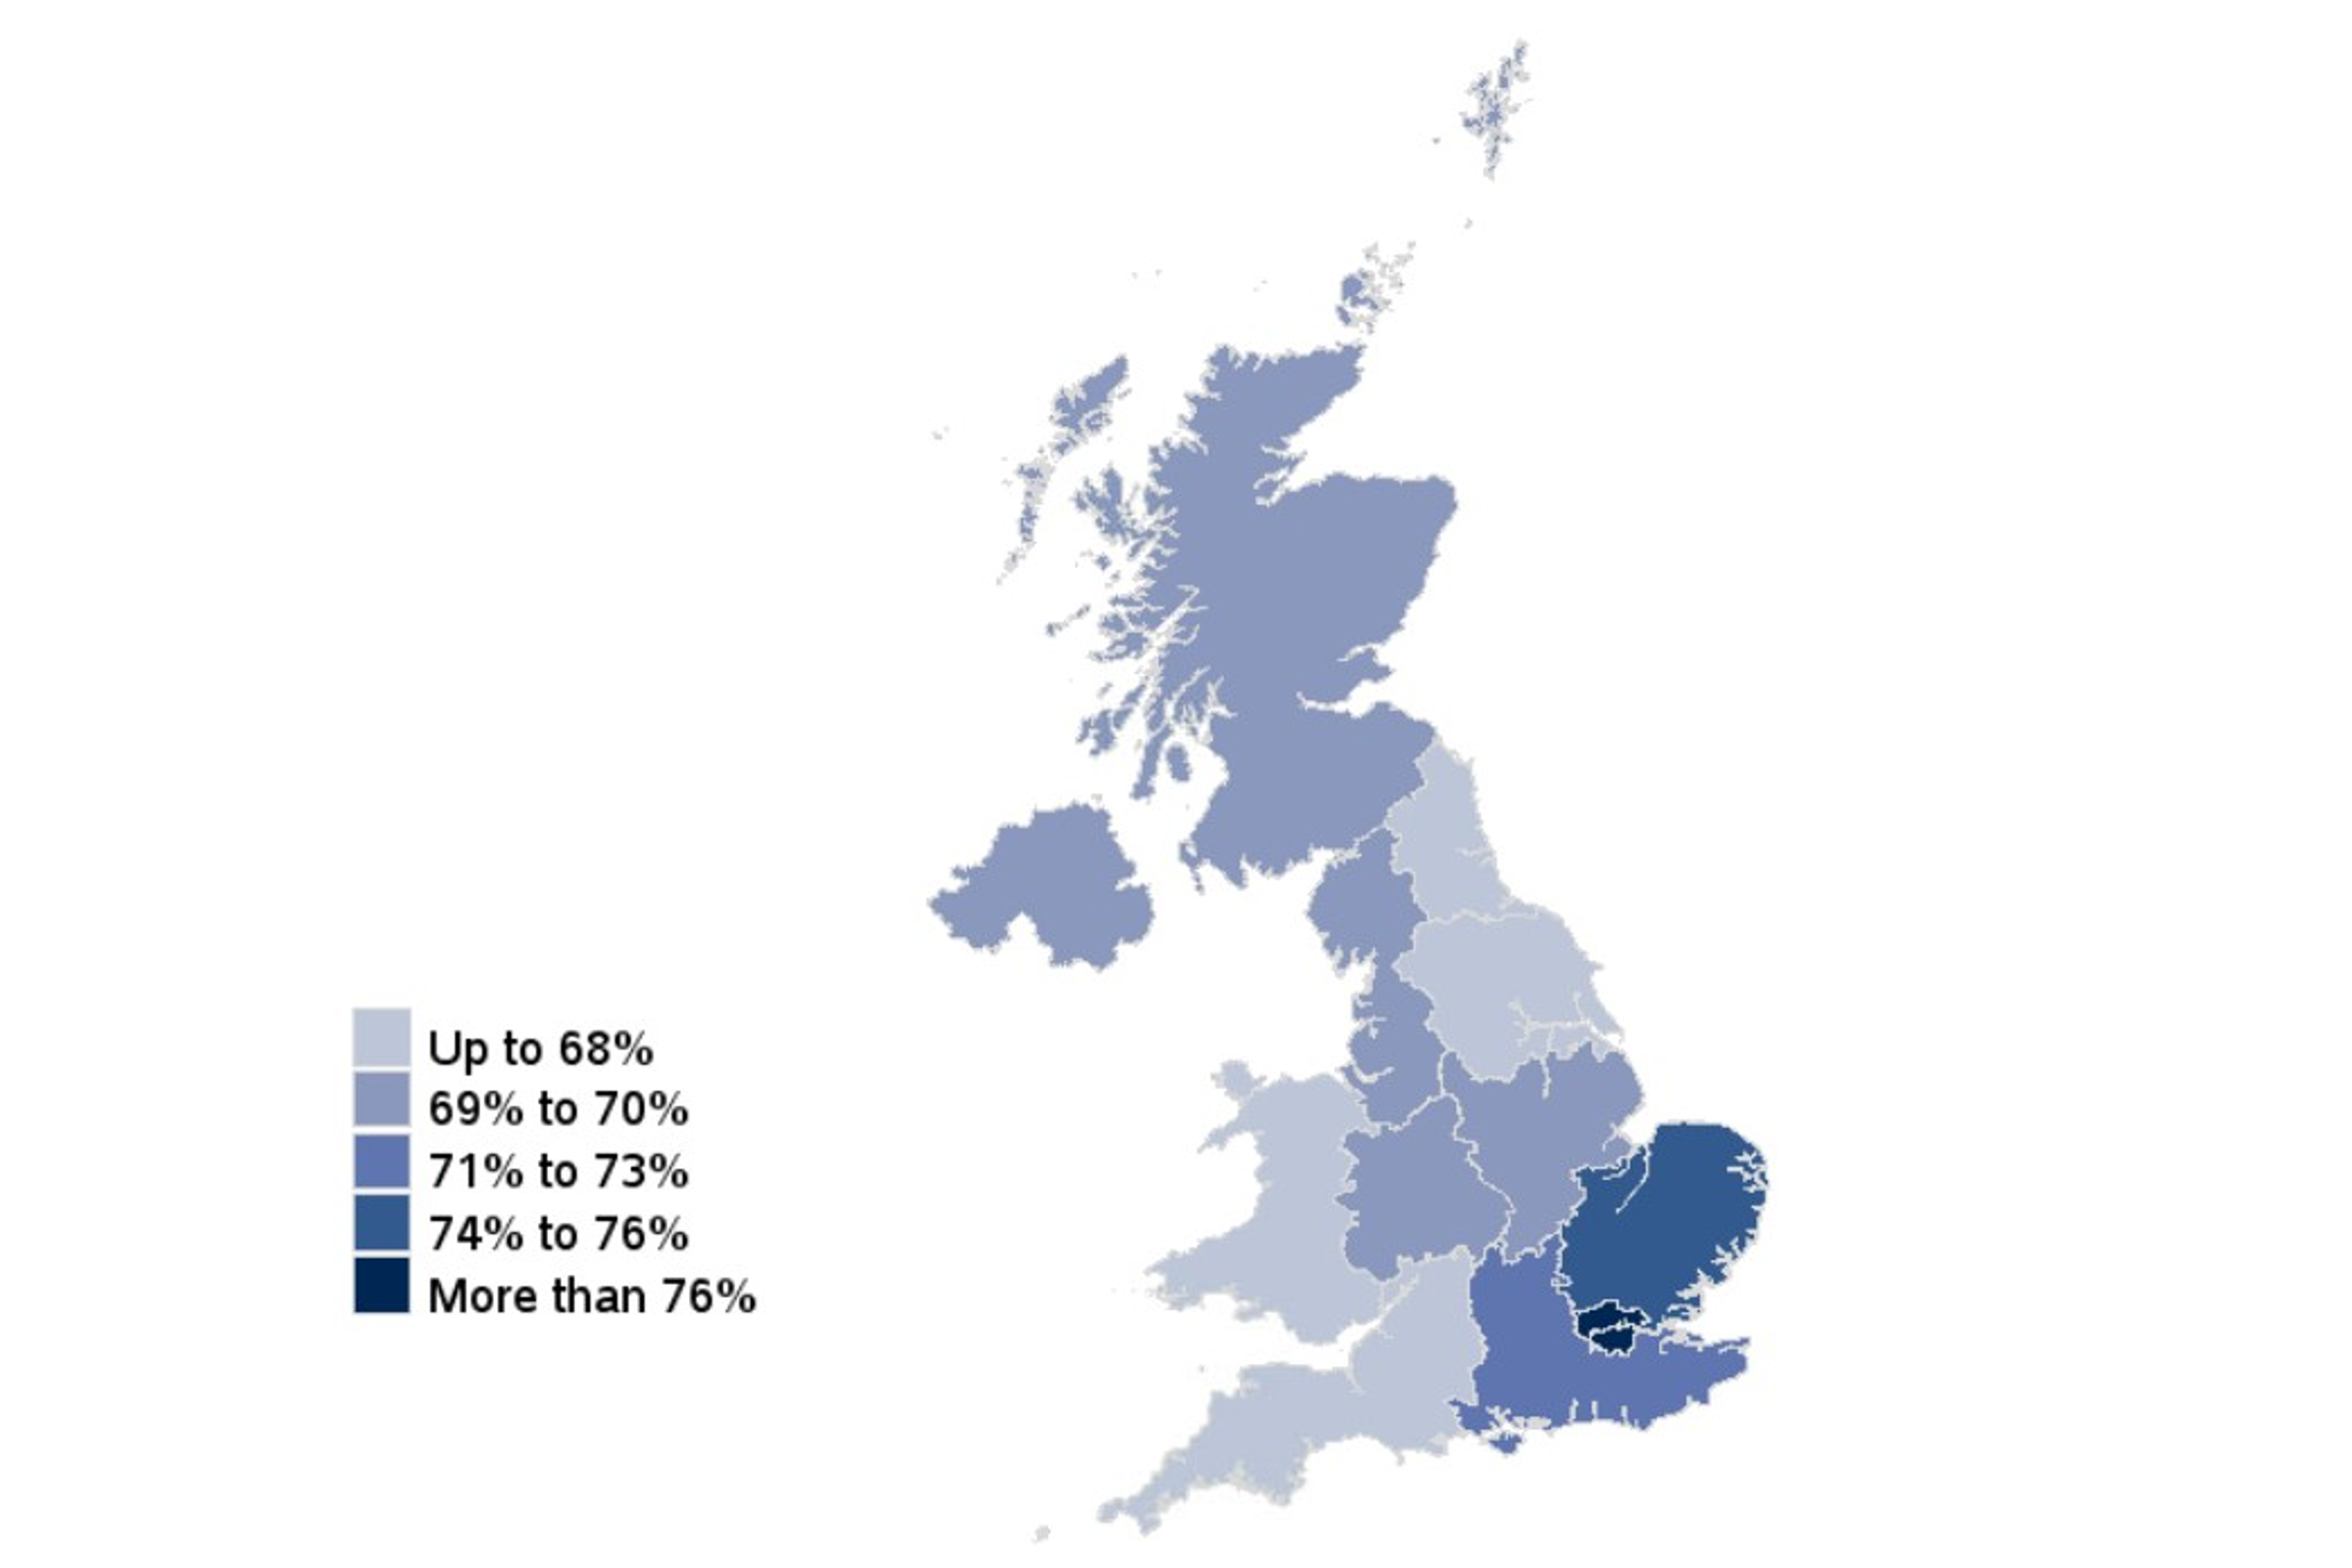 Up to 68%
69% to 70%
71% to 73%
74% to 76%
More than 76%